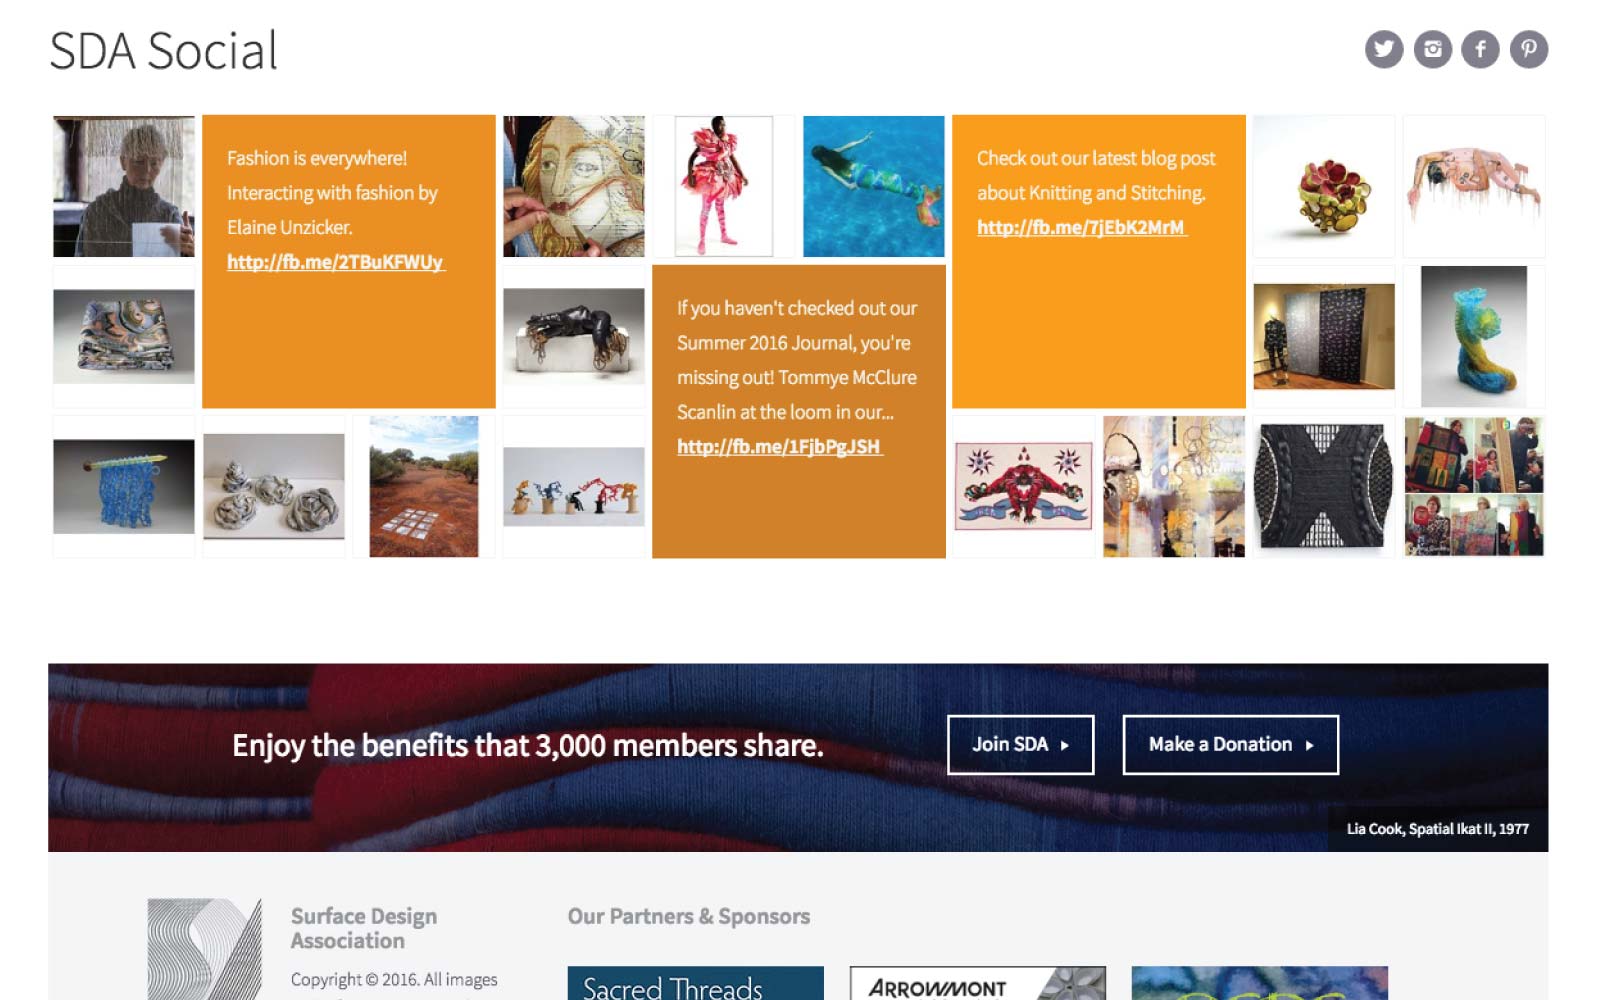 SDA Social
Fashion is everywhere!
Interacting with fashion by
Elaine Unzicker.
http://fb.me/2TBuKFWUy
If you haven't checked out our
Summer 2016 Journal, you're
missing out! Tommye McClure
Scanlin at the loom in our...
http://fb.me/1FjbPgJSH
Check out our latest blog post
about Knitting and Stitching.
http://fb.me/7jEbK2MrM
Enjoy the benefits that 3,000 members share.
Join SDA
Make a Donation
Lia Cook, Spatial Ikat II, 1977
Surface Design
Association
Copyright © 2016. All images
Our Partners & Sponsors
Sacred Threads
ARROWMONT